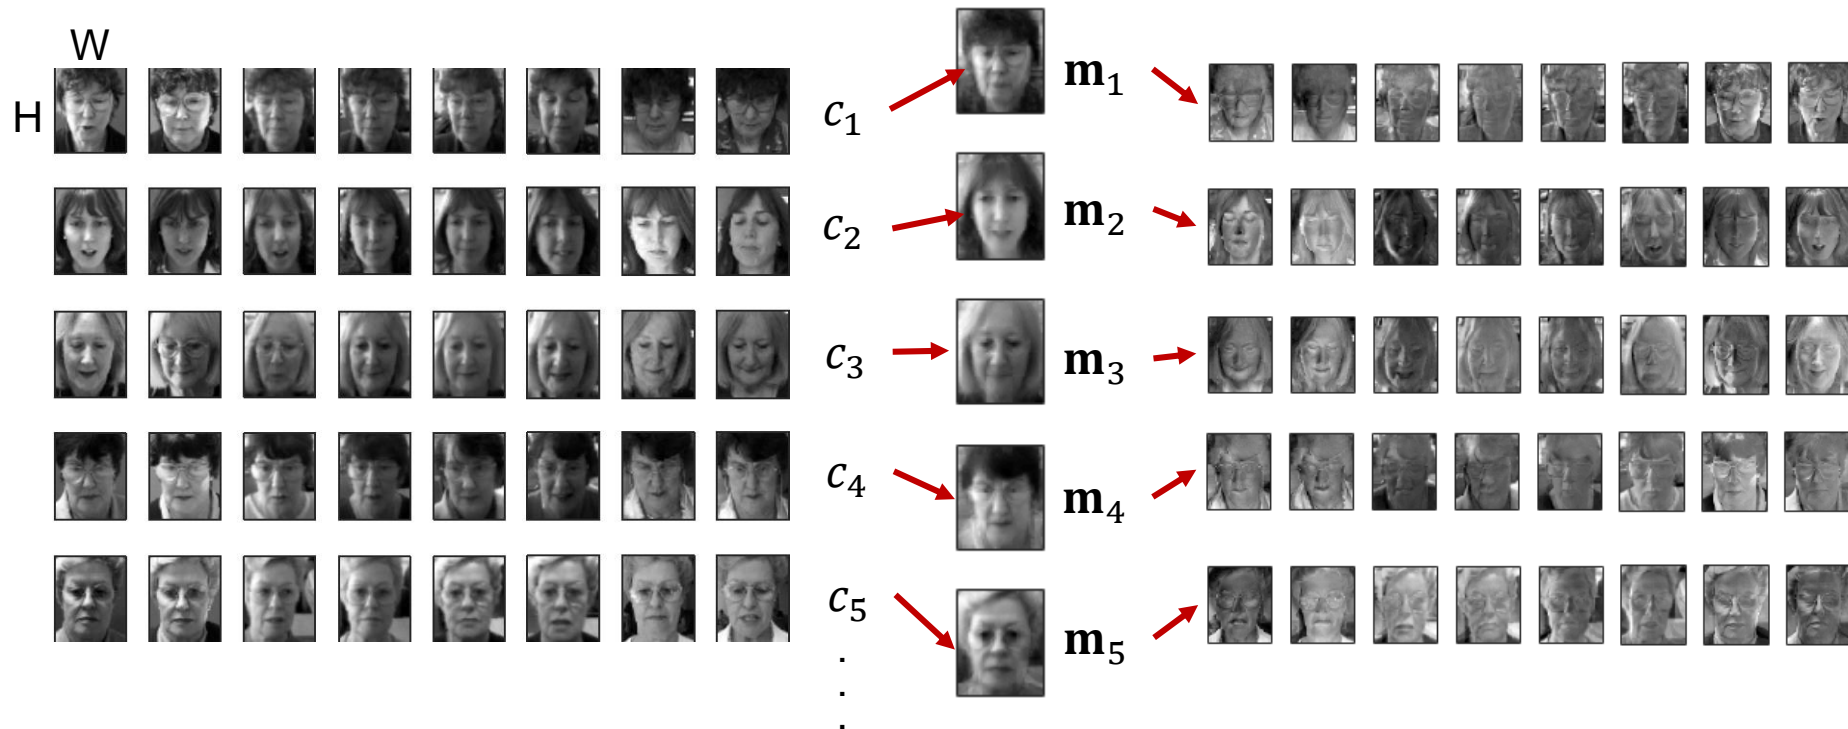 W
H
c₁ m₁
c₂ m₂
c₃ m₃
c₄ m₄
c₅ m₅
.
.
.